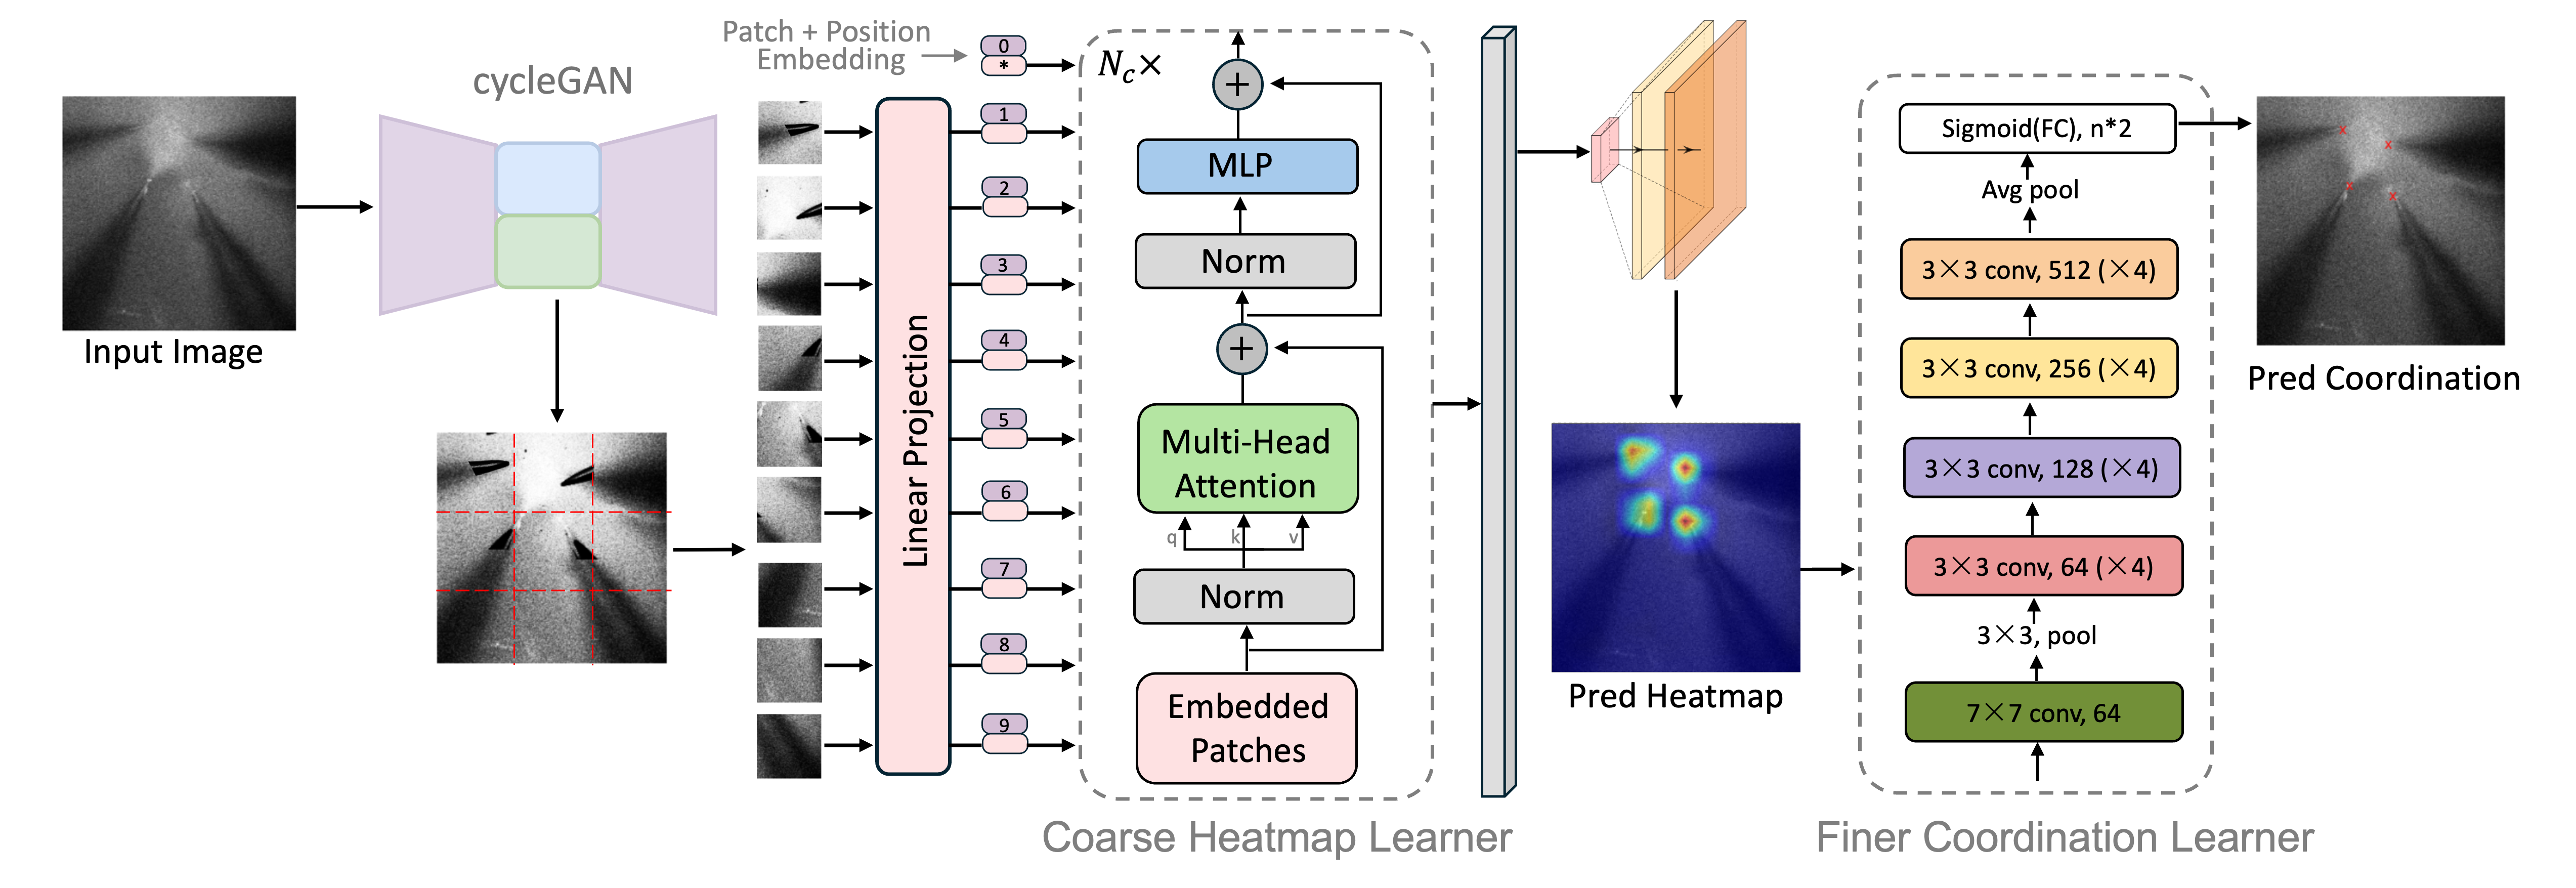 Input Image
cycleGAN
Patch + Position
Embedding
0
*
1
2
3
4
5
6
7
8
9
Linear Projection
N_c×
+
MLP
Norm
+
Multi-Head
Attention
q k v
Norm
Embedded
Patches
Coarse Heatmap Learner
Pred Heatmap
Sigmoid(FC), n*2
Avg pool
3×3 conv, 512 (×4)
3×3 conv, 256 (×4)
3×3 conv, 128 (×4)
3×3 conv, 64 (×4)
3×3, pool
7×7 conv, 64
Finer Coordination Learner
Pred Coordination